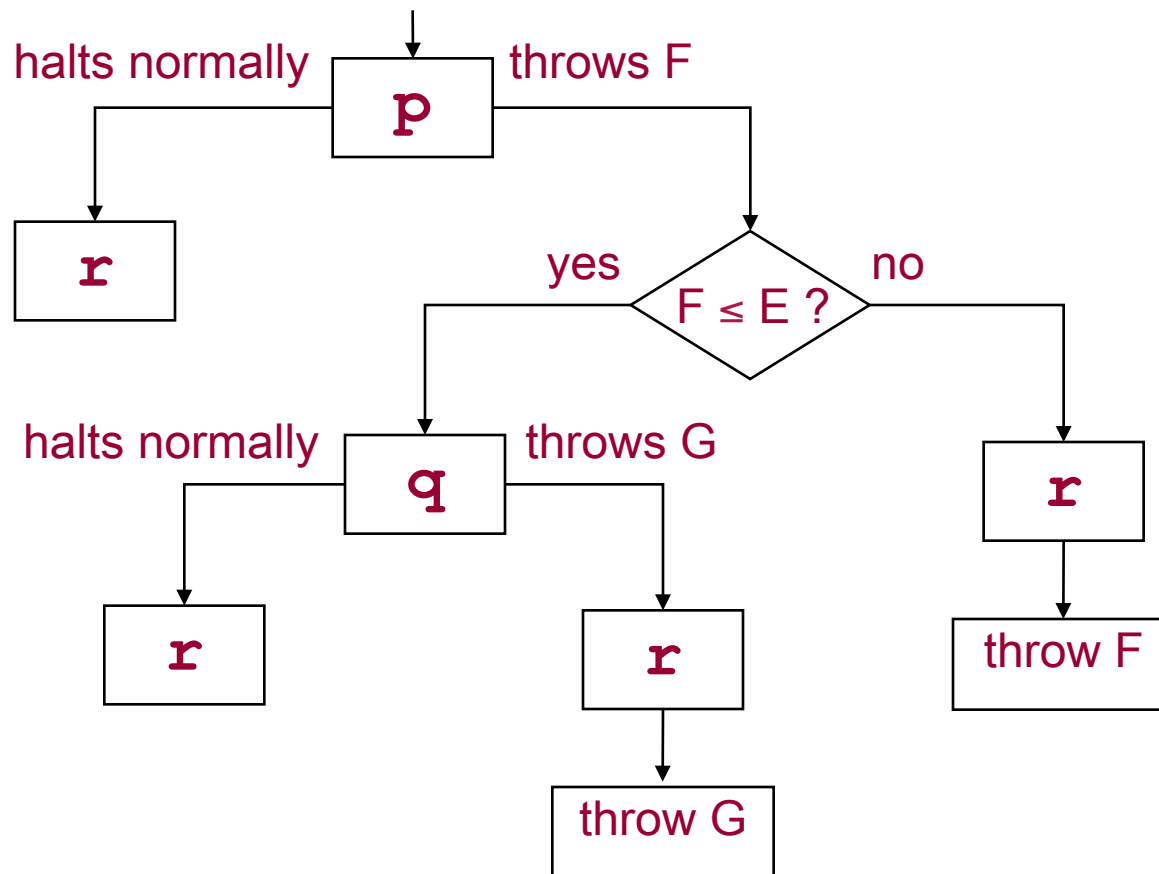 halts normally
throws F
p
r
yes
F ≤ E ?
no
halts normally
q
throws G
r
r
r
throw F
throw G